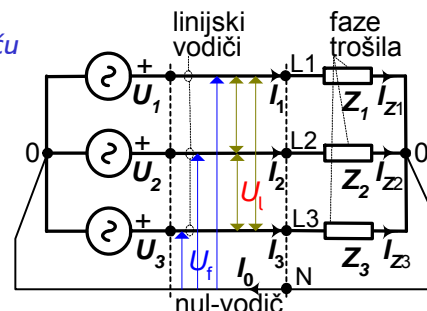 linijski
vodiči
faze
trošila
ću
+
U1
I1
L1
Z1
IZ1
0
+
U2
I2
L2
Z2
IZ2
0
Ul
+
U3
Uf
I3
L3
Z3
IZ3
I0
N
nul-vodič